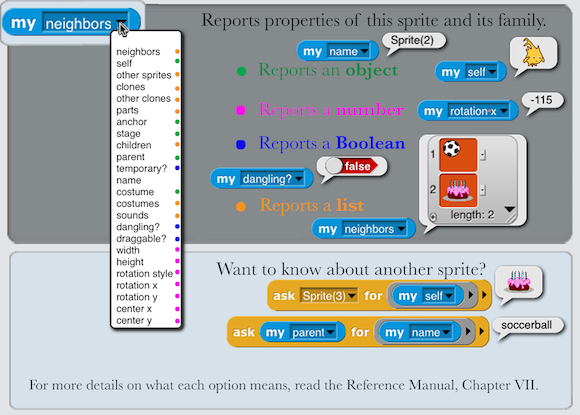 my neighbors
Reports properties of this sprite and its family.
my name
Sprite(2)
Reports an object
my self
Reports a number
my rotation x
-115
Reports a Boolean
my dangling?
false
1
2
length: 2
Reports a list
my neighbors
neighbors
self
other sprites
clones
other clones
parts
anchor
stage
children
parent
temporary?
name
costume
costumes
sounds
dangling?
draggable?
width
height
rotation style
rotation x
rotation y
center x
center y
Want to know about another sprite?
ask Sprite(3) for my self
ask my parent for my name
soccerball
For more details on what each option means, read the Reference Manual, Chapter VII.